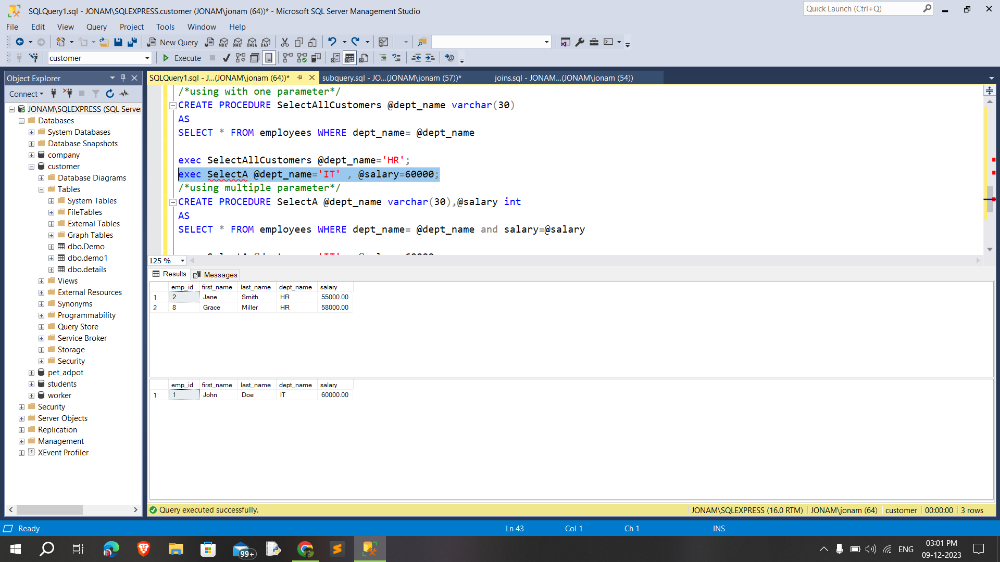 SQLQuery1.sql - JONAM\SQLEXPRESS.customer (JONAM\jonam (64))* - Microsoft SQL Server Management Studio
Quick Launch (Ctrl+Q)
File Edit View Query Project Tools Window Help
New Query MDX DMX XMLA DAX
customer Execute
Object Explorer
Connect
JONAM\SQLEXPRESS (SQL Server
Databases
System Databases
Database Snapshots
company
customer
Database Diagrams
Tables
System Tables
FileTables
External Tables
Graph Tables
dbo.Demo
dbo.demo1
dbo.details
Views
External Resources
Synonyms
Programmability
Query Store
Service Broker
Storage
Security
pet_adpot
students
worker
Security
Server Objects
Replication
Management
XEvent Profiler
SQLQuery1.sql - J...(JONAM\jonam (64))* subquery.sql - JO...(JONAM\jonam (57))* joins.sql - JONAM...(JONAM\jonam (54))
/*using with one parameter*/
CREATE PROCEDURE SelectAllCustomers @dept_name varchar(30)
AS
SELECT * FROM employees WHERE dept_name= @dept_name
exec SelectAllCustomers @dept_name='HR';
exec SelectA @dept_name='IT' , @salary=60000;
/*using multiple parameter*/
CREATE PROCEDURE SelectA @dept_name varchar(30),@salary int
AS
SELECT * FROM employees WHERE dept_name= @dept_name and salary=@salary
125 %
Results Messages
emp_id first_name last_name dept_name salary
1 2 Jane Smith HR 55000.00
2 8 Grace Miller HR 58000.00
emp_id first_name last_name dept_name salary
1 1 John Doe IT 60000.00
Query executed successfully. JONAM\SQLEXPRESS (16.0 RTM) JONAM\jonam (64) customer 00:00:00 3 rows
Ready Ln 43 Col 1 Ch 1 INS
99+ ENG 03:01 PM
09-12-2023